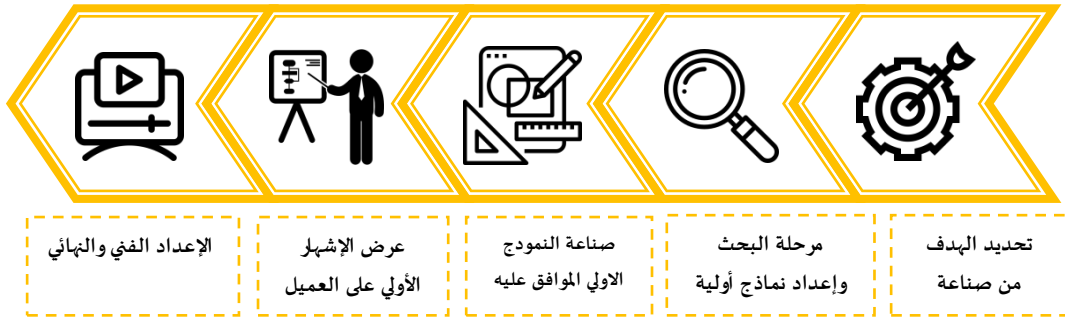 تحديد الهدف
من صناعة
مرحلة البحث
وإعداد نماذج أولية
صناعة النمودج
الاولي الموافق عليه
عرض الإشهار
الأولي على العميل
الإعداد الفني والنهائي